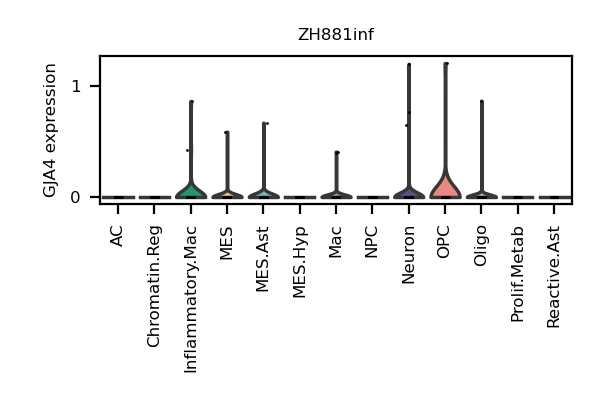 ZH881inf
GJA4 expression
1
0
AC
Chromatin.Reg
Inflammatory.Mac
MES
MES.Ast
MES.Hyp
Mac
NPC
Neuron
OPC
Oligo
Prolif.Metab
Reactive.Ast